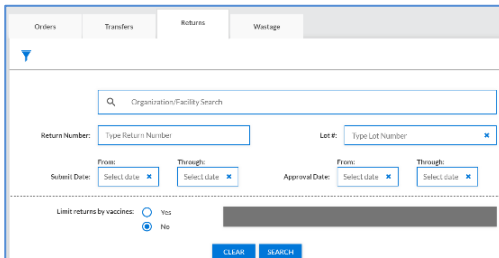 Orders Transfers Returns Wastage
Organization/Facility Search
Return Number: Type Return Number Lot #: Type Lot Number
From: Through: From: Through:
Submit Date: Select date Select date Approval Date: Select date Select date
Limit returns by vaccines: Yes
No
CLEAR SEARCH